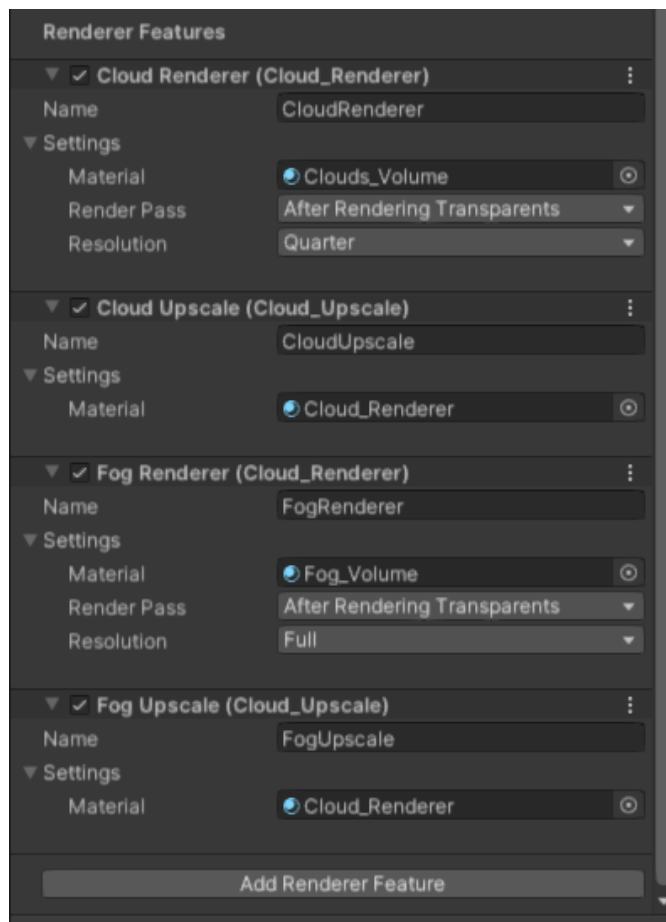 Renderer Features
Cloud Renderer (Cloud_Renderer)
Name CloudRenderer
Settings
Material Clouds_Volume
Render Pass After Rendering Transparents
Resolution Quarter
Cloud Upscale (Cloud_Upscale)
Name CloudUpscale
Settings
Material Cloud_Renderer
Fog Renderer (Cloud_Renderer)
Name FogRenderer
Settings
Material Fog_Volume
Render Pass After Rendering Transparents
Resolution Full
Fog Upscale (Cloud_Upscale)
Name FogUpscale
Settings
Material Cloud_Renderer
Add Renderer Feature